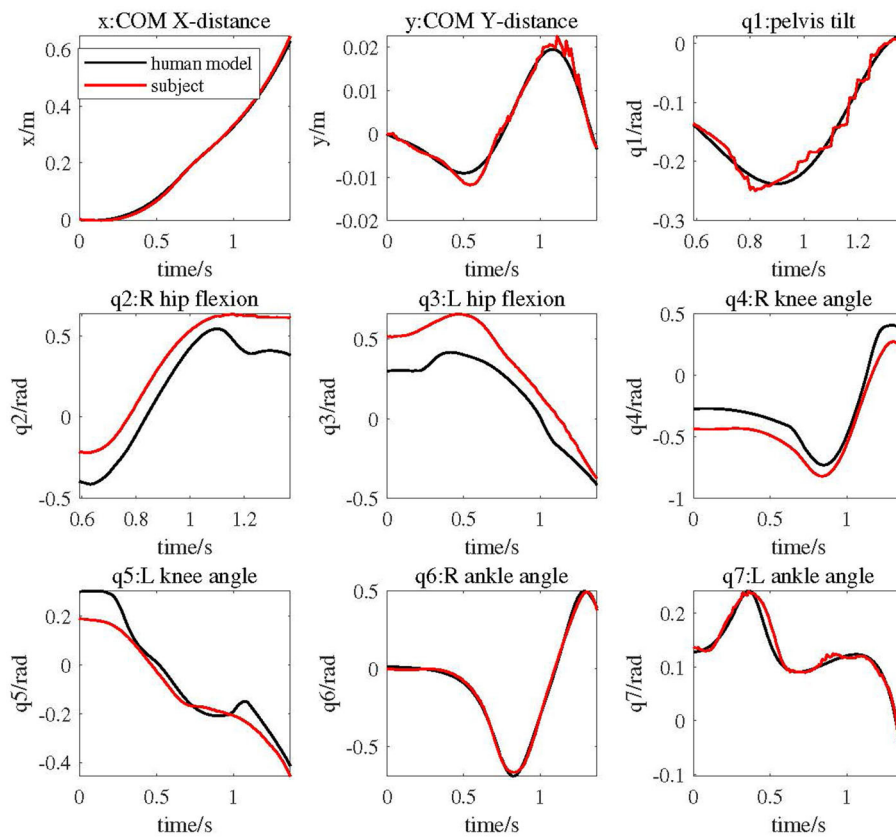 x:COM X-distance
0.6
0.4
0.2
0
x/m
human model
subject
0 0.5 1
time/s
y:COM Y-distance
0.02
0.01
0
-0.01
0.02
y/m
0 0.5 1
time/s
q1:pelvis tilt
0
-0.1
-0.2
-0.3
q1/rad
0.6 0.8 1 1.2
time/s
q2:R hip flexion
0.5
0
-0.5
q2/rad
0.6 0.8 1 1.2
time/s
q3:L hip flexion
0.5
0
-0.5
q3/rad
0 0.5 1
time/s
q4:R knee angle
0.5
0
-0.5
-1
q4/rad
0 0.5 1
time/s
q5:L knee angle
0.2
0
-0.2
-0.4
q5/rad
0 0.5 1
time/s
q6:R ankle angle
0.5
0
-0.5
q6/rad
0 0.5 1
time/s
q7:L ankle angle
0.2
0.1
0
-0.1
q7/rad
0 0.5 1
time/s